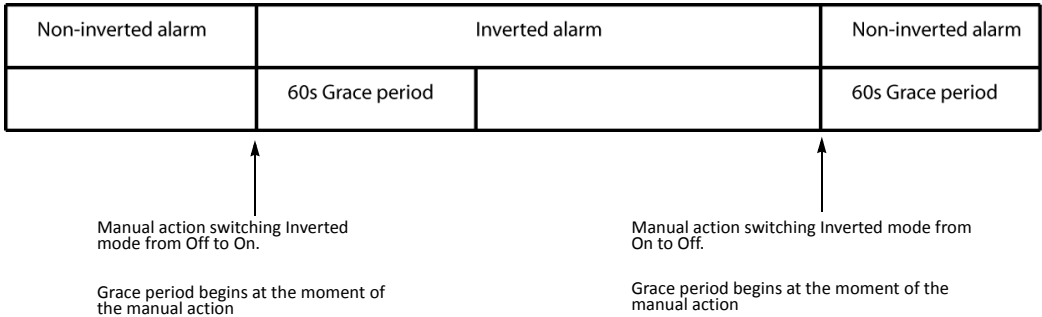 Non-inverted alarm
Inverted alarm
Non-inverted alarm
60s Grace period
60s Grace period
Manual action switching Inverted
mode from Off to On.
Grace period begins at the moment of
the manual action
Manual action switching Inverted mode from
On to Off.
Grace period begins at the moment of the
manual action